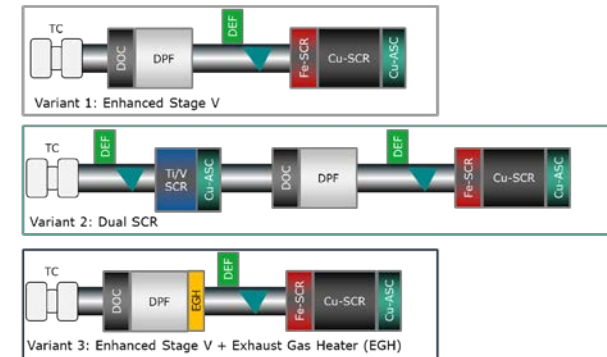 TC
DEF
DOC
DPF
Fe-SCR
Cu-SCR
Cu-ASC
Variant 1: Enhanced Stage V
TC
DEF
Ti/V
SCR
Cu-ASC
DOC
DPF
DEF
Fe-SCR
Cu-SCR
Cu-ASC
Variant 2: Dual SCR
TC
DOC
DPF
EGH
DEF
Fe-SCR
Cu-SCR
Cu-ASC
Variant 3: Enhanced Stage V + Exhaust Gas Heater (EGH)